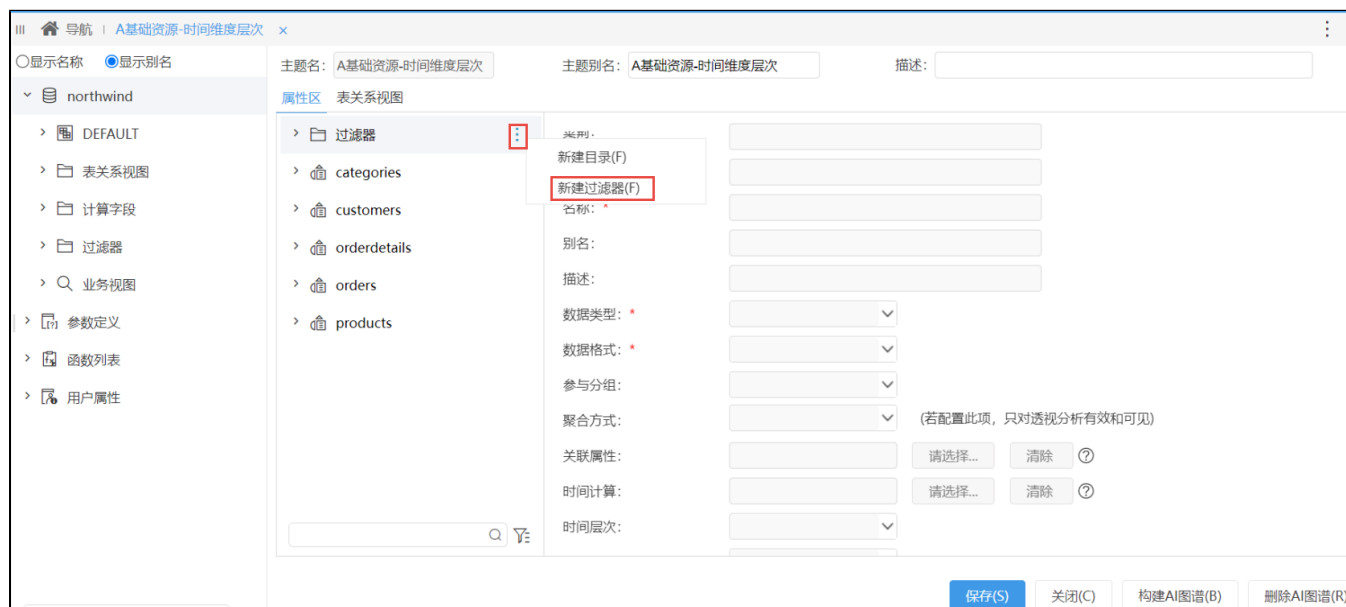 导航 A基础资源-时间维度层次 ×
显示名称 显示别名
主题名: A基础资源-时间维度层次 主题别名: A基础资源-时间维度层次 描述:
northwind
DEFAULT
表关系视图
计算字段
过滤器
业务视图
参数定义
函数列表
用户属性
属性区 表关系视图
过滤器
categories
customers
orderdetails
orders
products
新建目录(F)
新建过滤器(F)
类型:
名称: *
别名:
描述:
数据类型: *
数据格式: *
参与分组:
聚合方式: (若配置此项，只对透视分析有效和可见)
关联属性: 请选择... 清除 ?
时间计算: 请选择... 清除 ?
时间层次:
保存(S) 关闭(C) 构建AI图谱(B) 删除AI图谱(R)